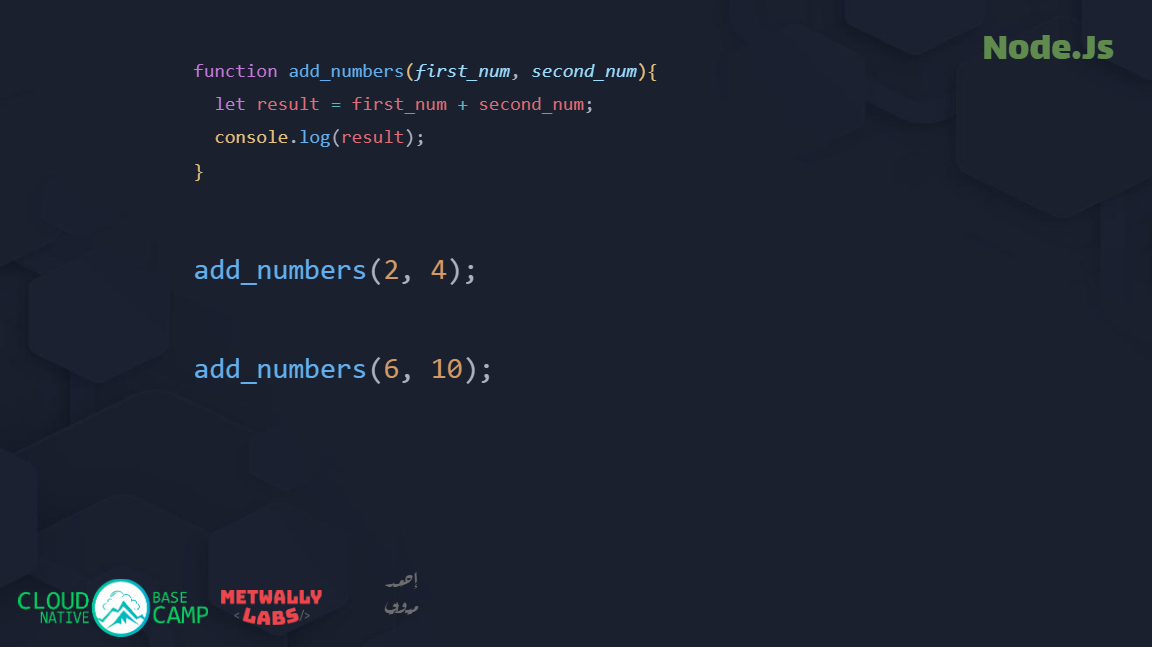 Node.Js
function add_numbers(first_num, second_num){
  let result = first_num + second_num;
  console.log(result);
}
add_numbers(2, 4);
add_numbers(6, 10);
CLOUD NATIVE
BASE CAMP
METWALLY
<LABS/>